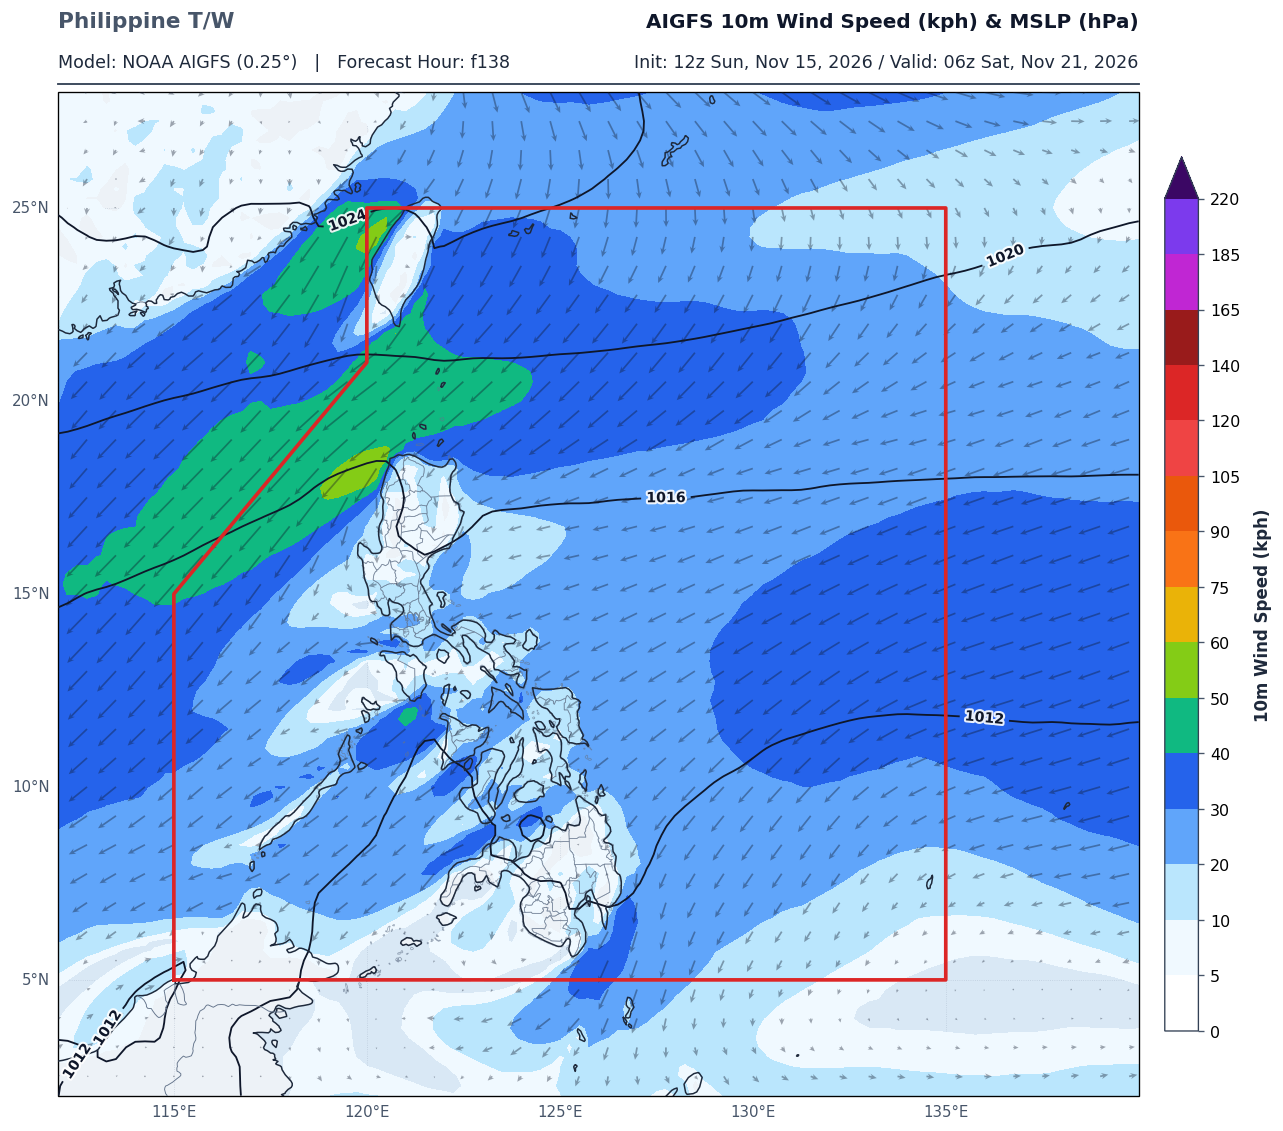 Philippine T/W
AIGFS 10m Wind Speed (kph) & MSLP (hPa)
Model: NOAA AIGFS (0.25°) | Forecast Hour: f138
Init: 12z Sun, Nov 15, 2026 / Valid: 06z Sat, Nov 21, 2026
25°N
20°N
15°N
10°N
5°N
115°E
120°E
125°E
130°E
135°E
1024
1020
1016
1012
1012
1012
220
185
165
140
120
105
90
75
60
50
40
30
20
10
5
0
10m Wind Speed (kph)